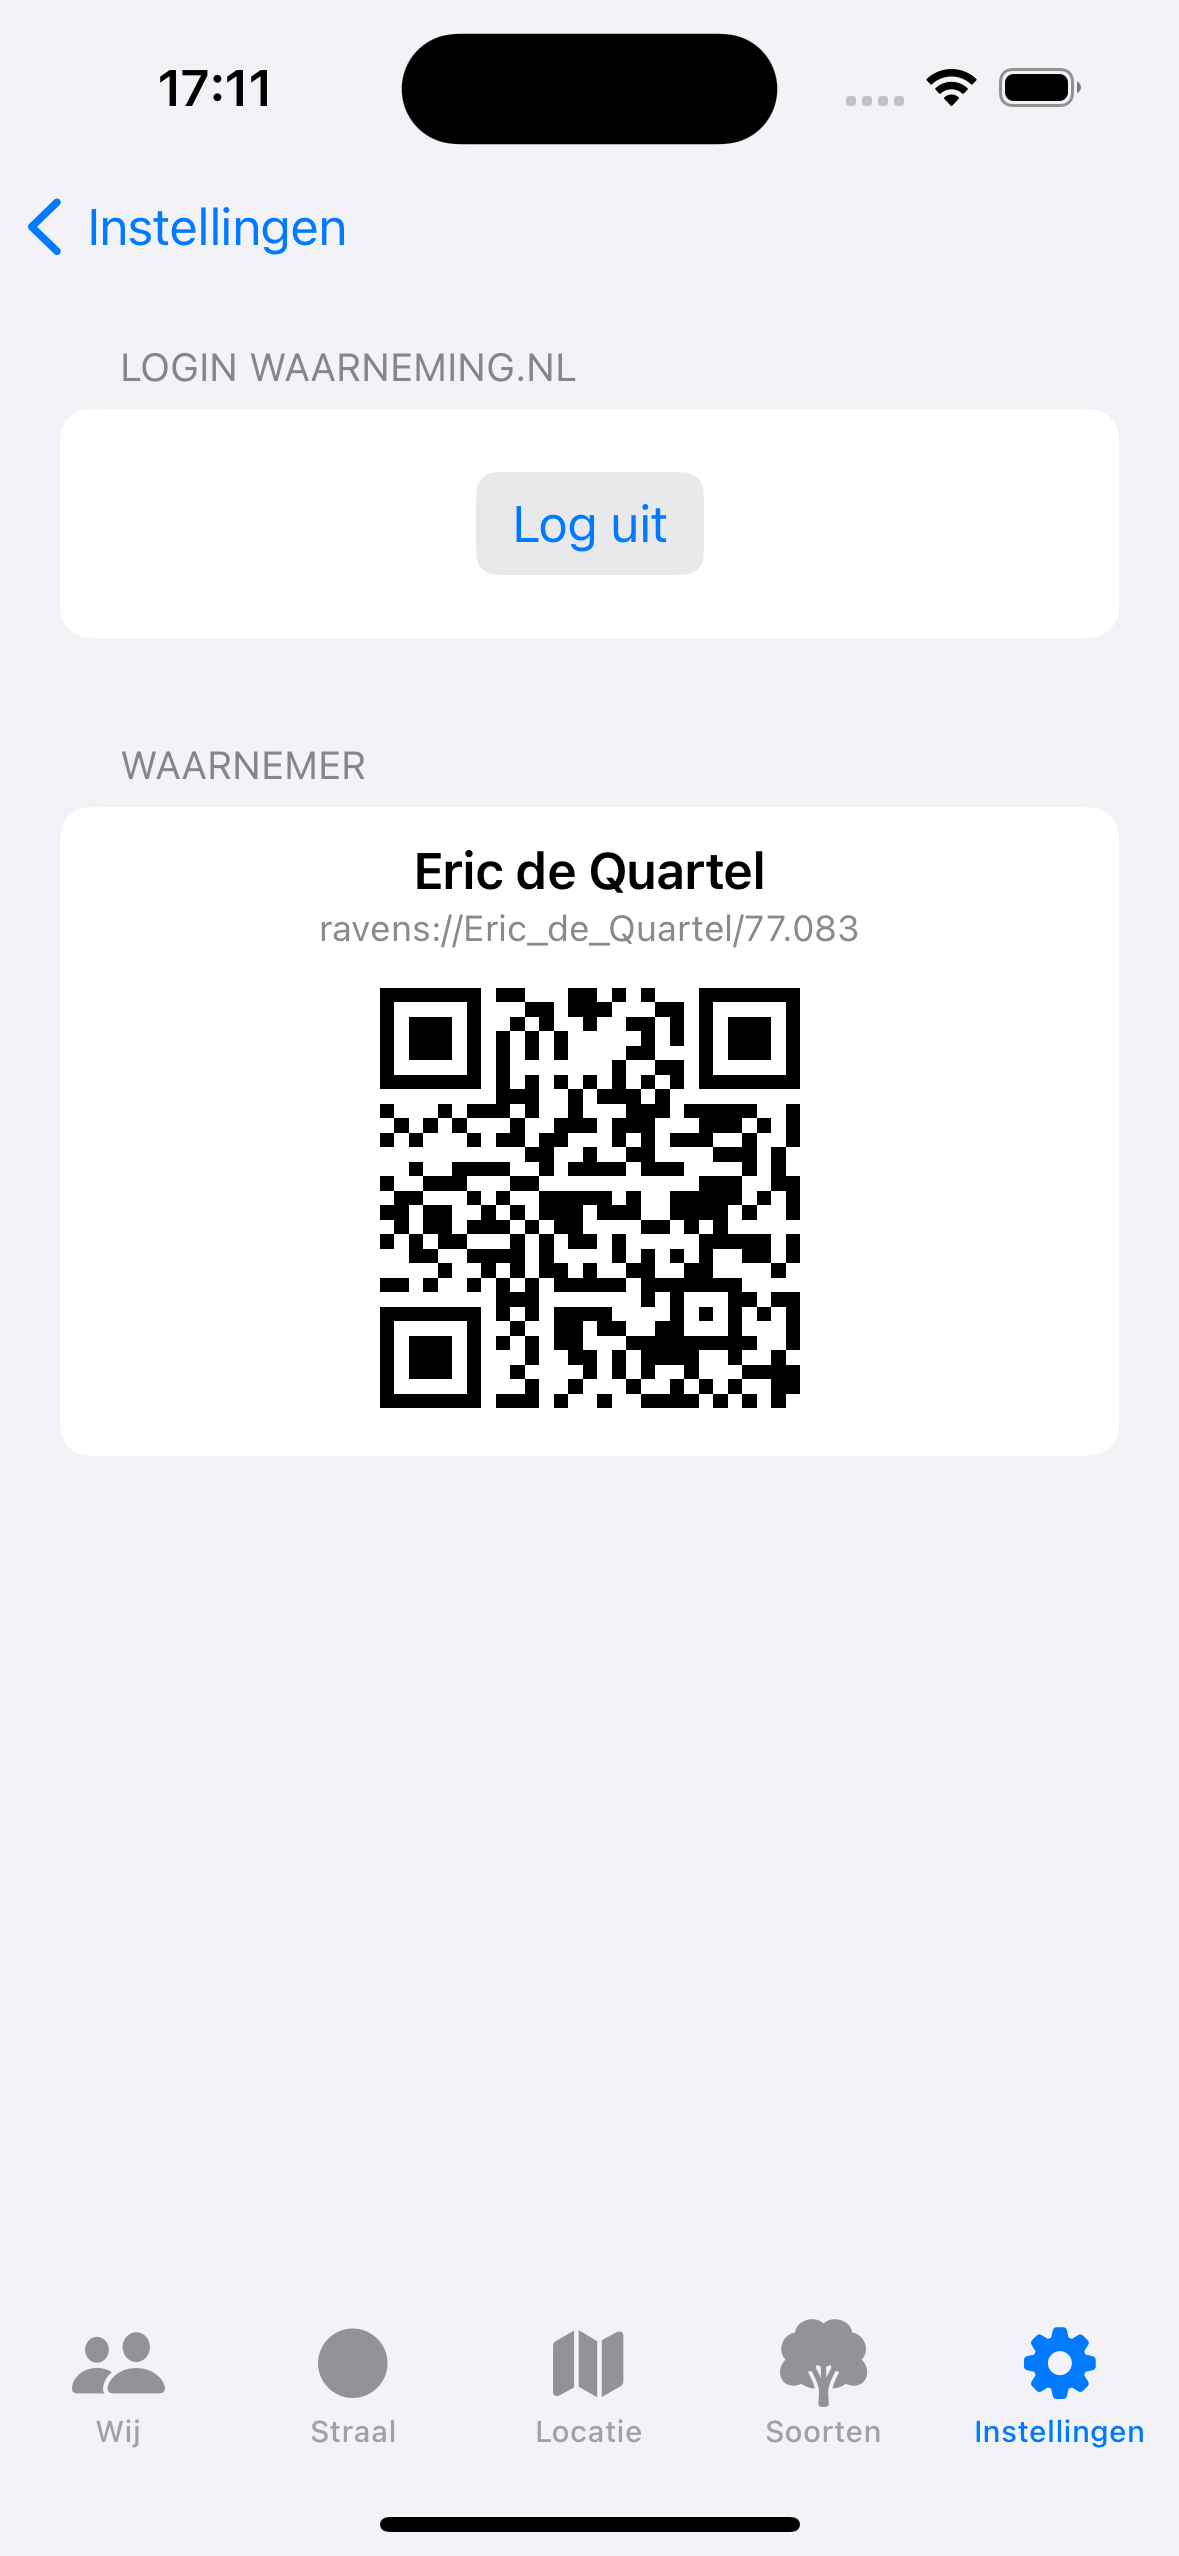 17:11
Instellingen
LOGIN WAARNEMING.NL
Log uit
WAARNEMER
Eric de Quartel
ravens://Eric_de_Quartel/77.083
Wij
Straal
Locatie
Soorten
Instellingen